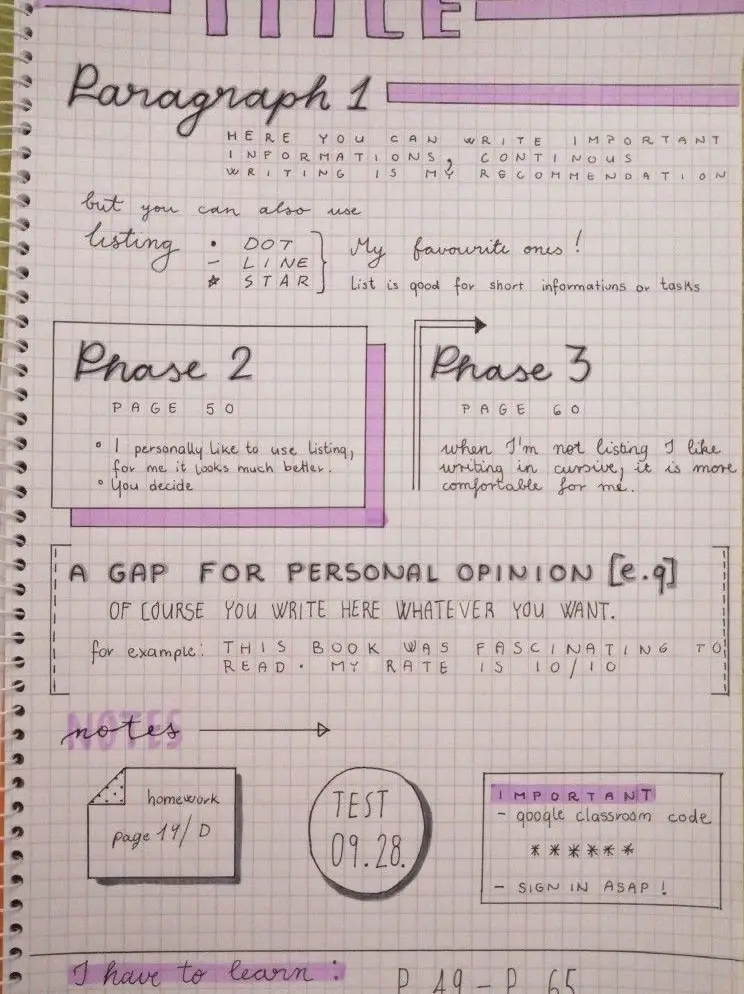 TITLE
Paragraph 1
HERE YOU CAN WRITE IMPORTANT
INFORMATIONS, CONTINOUS
WRITING IS MY RECOMMENDATION
but you can also use
listing
• DOT
– LINE
★ STAR
My favourite ones!
List is good for short informations or tasks
Phase 2
PAGE 50
• I personally like to use listing,
for me it looks much better.
• You decide
Phase 3
PAGE 60
when I'm not listing I like
writing in cursive, it is more
comfortable for me.
A GAP FOR PERSONAL OPINION [e.g]
OF COURSE YOU WRITE HERE WHATEVER YOU WANT.
for example: THIS BOOK WAS FASCINATING TO
READ. MY RATE IS 10/10
NOTES
notes
homework
page 14/D
TEST
09.28.
IMPORTANT
- google classroom code
******
- SIGN IN ASAP!
I have to learn:
P 49 – P 65